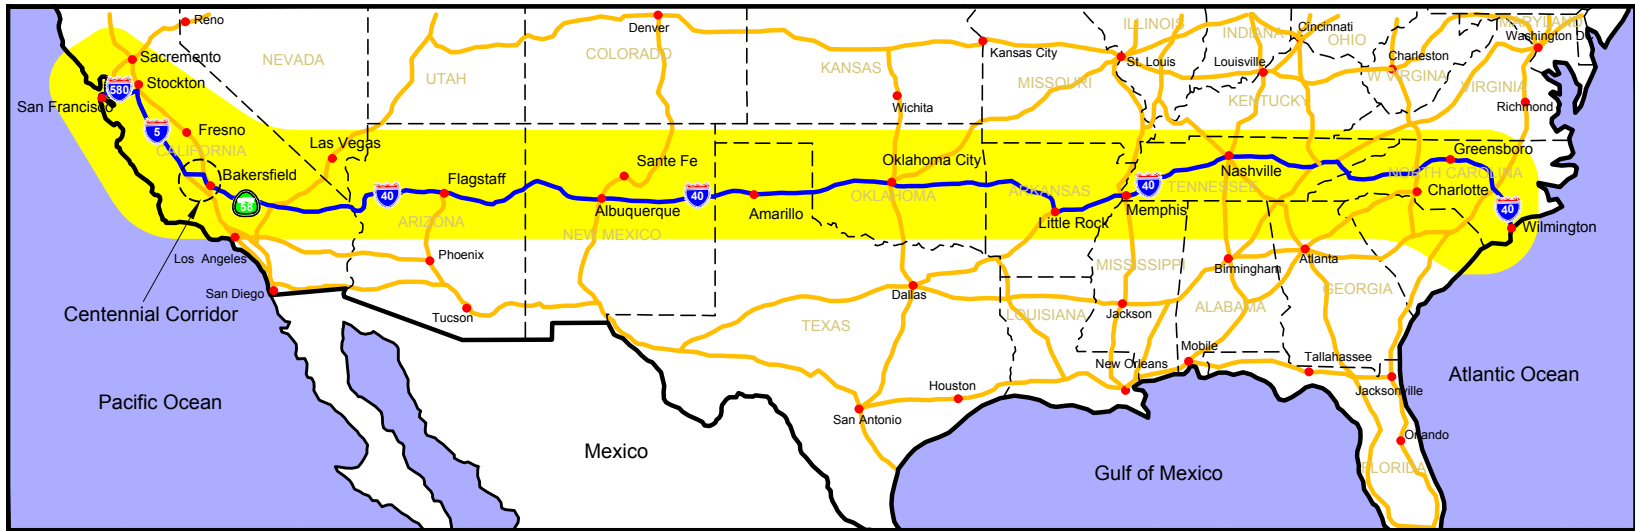 Reno
Denver
ILLINOIS
INDIANA
Cincinnati
OHIO
MARYLAND
Washington D.C.
Sacramento
NEVADA
COLORADO
Kansas City
St. Louis
Louisville
Charleston
KANSAS
UTAH
MISSOURI
W VIRGINIA
VIRGINIA
Stockton
580
San Francisco
Wichita
KENTUCKY
Richmond
5
Fresno
CALIFORNIA
Las Vegas
Sante Fe
Oklahoma City
Nashville
Greensboro
NORTH CAROLINA
Bakersfield
58
40
Flagstaff
40
Amarillo
OKLAHOMA
ARKANSAS
40
TENNESSEE
Charlotte
40
ARIZONA
Albuquerque
NEW MEXICO
Little Rock
Memphis
Wilmington
Los Angeles
Phoenix
MISSISSIPPI
Birmingham
Atlanta
San Diego
Dallas
GEORGIA
Centennial Corridor
Tucson
TEXAS
LOUISIANA
Jackson
ALABAMA
Mobile
Tallahassee
New Orleans
Houston
Jacksonville
Atlantic Ocean
Pacific Ocean
San Antonio
Orlando
Mexico
Gulf of Mexico
FLORIDA